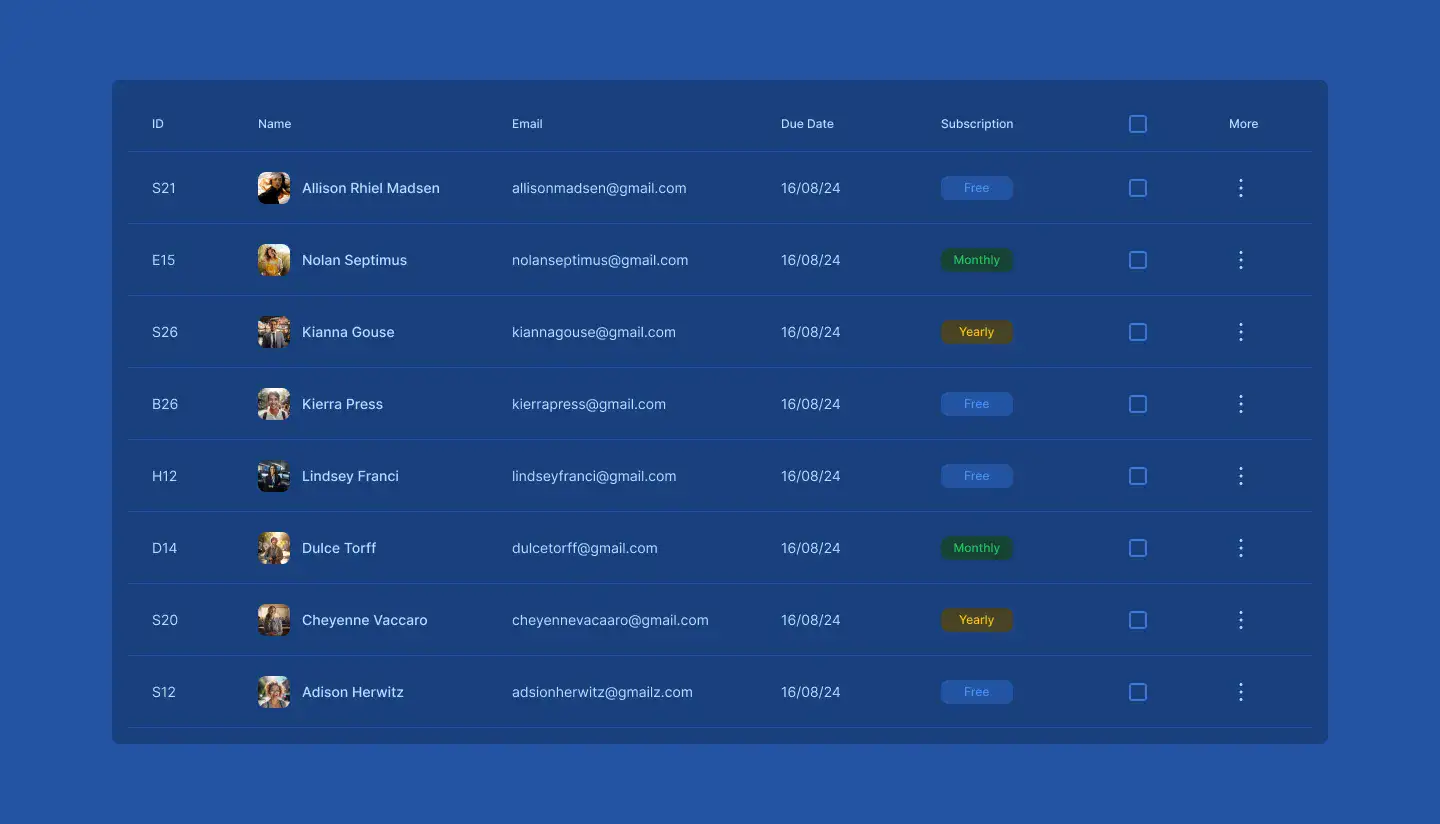 ID Name Email Due Date Subscription More
S21 Allison Rhiel Madsen allisonmadsen@gmail.com 16/08/24 Free
E15 Nolan Septimus nolanseptimus@gmail.com 16/08/24 Monthly
S26 Kianna Gouse kiannagouse@gmail.com 16/08/24 Yearly
B26 Kierra Press kierrapress@gmail.com 16/08/24 Free
H12 Lindsey Franci lindseyfranci@gmail.com 16/08/24 Free
D14 Dulce Torff dulcetorff@gmail.com 16/08/24 Monthly
S20 Cheyenne Vaccaro cheyennevacaaro@gmail.com 16/08/24 Yearly
S12 Adison Herwitz adsionherwitz@gmailz.com 16/08/24 Free